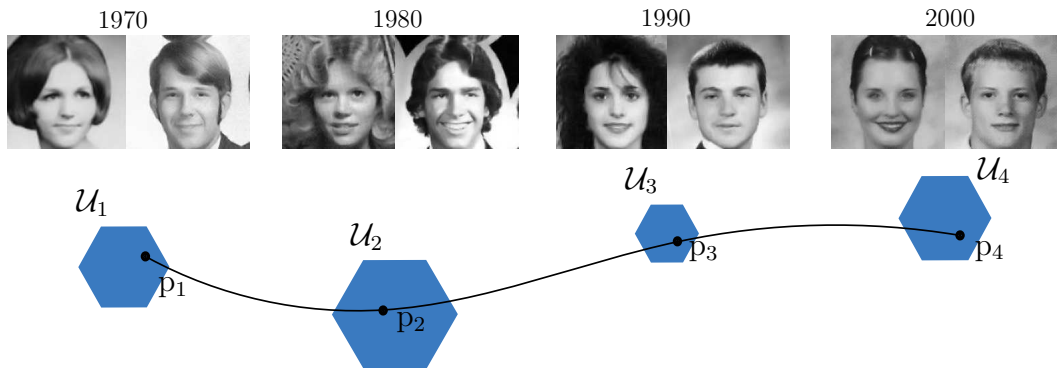 1970 1980 1990 2000
𝒰₁ 𝒰₂ 𝒰₃ 𝒰₄
p₁ p₂ p₃ p₄